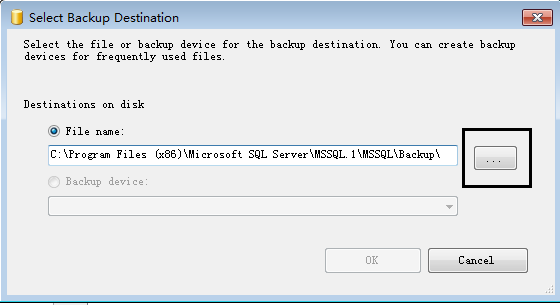 Select Backup Destination
Select the file or backup device for the backup destination. You can create backup
devices for frequently used files.
Destinations on disk
File name:
C:\Program Files (x86)\Microsoft SQL Server\MSSQL.1\MSSQL\Backup\
...
Backup device:
OK
Cancel